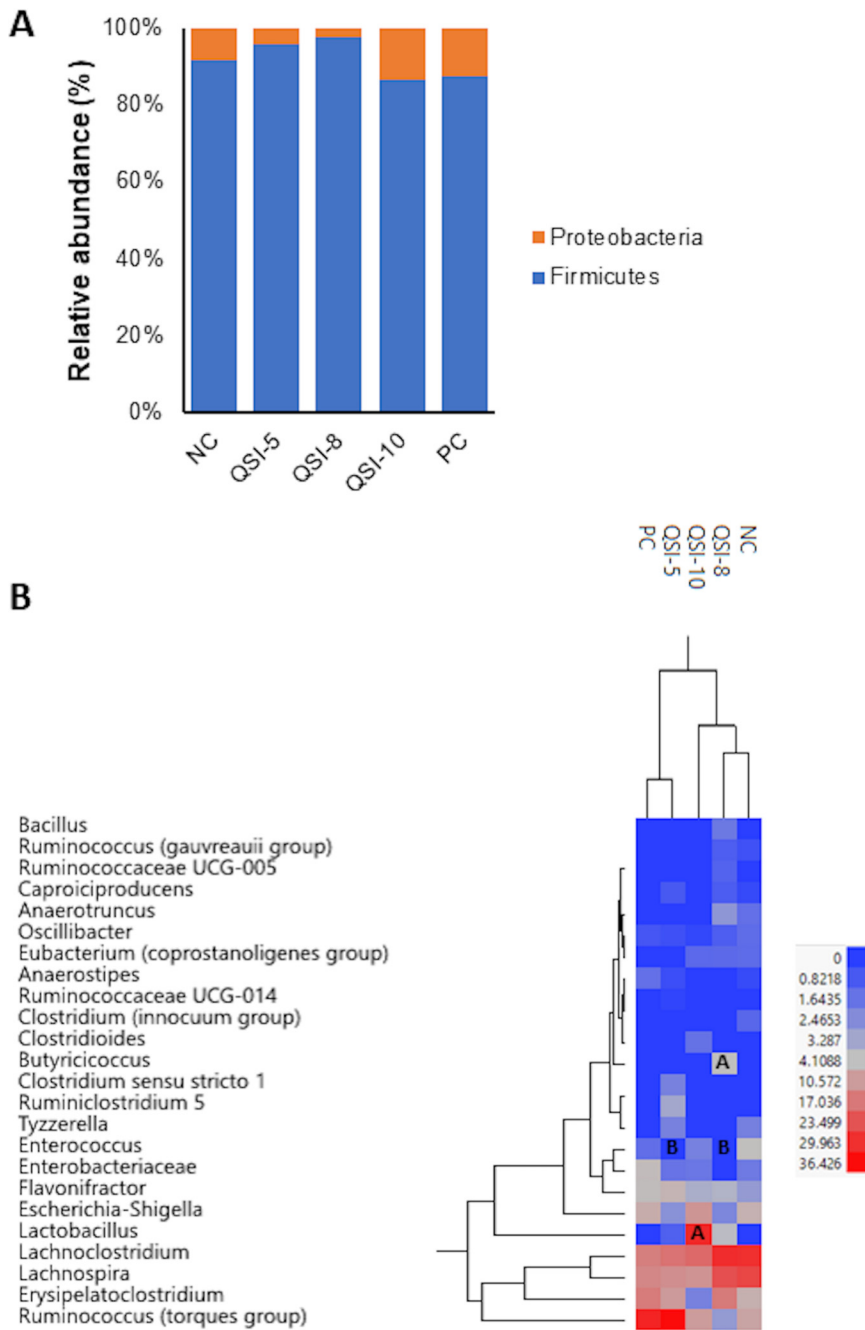 A
Relative abundance (%)
100%
80%
60%
40%
20%
0%
NC
QSI-5
QSI-8
QSI-10
PC
Proteobacteria
Firmicutes
B
PC
QSI-5
QSI-10
QSI-8
NC
Bacillus
Ruminococcus (gauvreauii group)
Ruminococcaceae UCG-005
Caproiciproducens
Anaerotruncus
Oscillibacter
Eubacterium (coprostanoligenes group)
Anaerostipes
Ruminococcaceae UCG-014
Clostridium (innocuum group)
Clostridioides
Butyricicoccus
Clostridium sensu stricto 1
Ruminiclostridium 5
Tyzzerella
Enterococcus
Enterobacteriaceae
Flavonifractor
Escherichia-Shigella
Lactobacillus
Lachnoclostridium
Lachnospira
Erysipelatoclostridium
Ruminococcus (torques group)
A
B
B
A
0
0.8218
1.6435
2.4653
3.287
4.1088
10.572
17.036
23.499
29.963
36.426